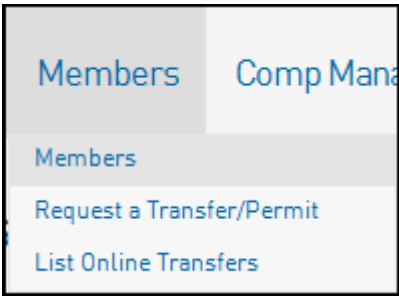 Members Comp Mana
Members
Request a Transfer/Permit
List Online Transfers